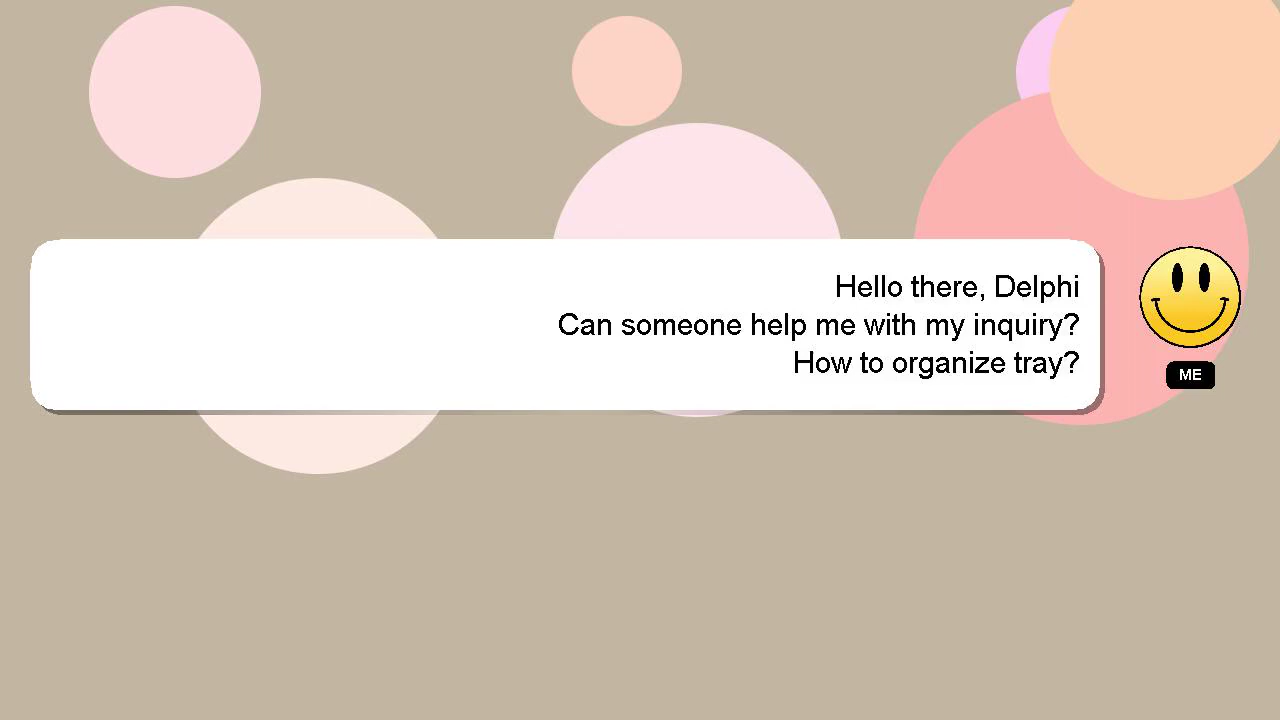 Hello there, Delphi
Can someone help me with my inquiry?
How to organize tray?
ME